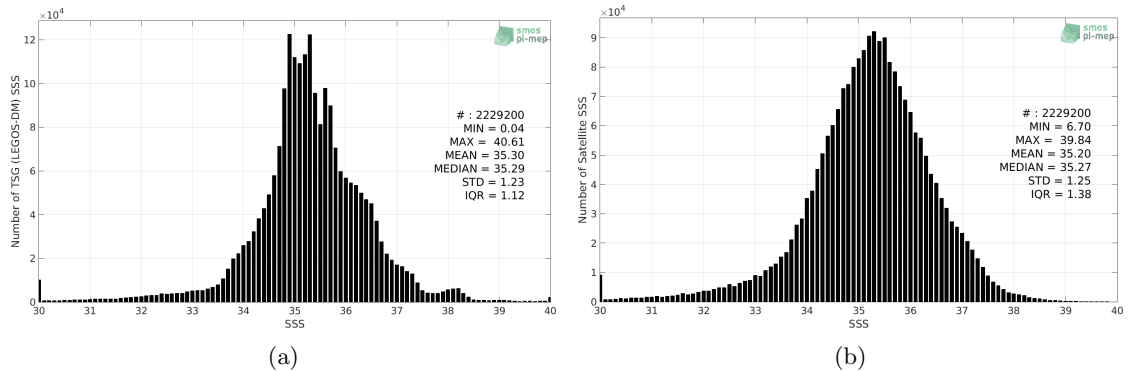 ×10⁴
12
10
8
6
4
2
0
Number of TSG (LEGOS-DM) SSS
30 31 32 33 34 35 36 37 38 39 40
SSS
smos
pi-mep
# : 2229200
MIN = 0.04
MAX = 40.61
MEAN = 35.30
MEDIAN = 35.29
STD = 1.23
IQR = 1.12
(a)
×10⁴
9
8
7
6
5
4
3
2
1
0
Number of Satellite SSS
30 31 32 33 34 35 36 37 38 39 40
SSS
smos
pi-mep
# : 2229200
MIN = 6.70
MAX = 39.84
MEAN = 35.20
MEDIAN = 35.27
STD = 1.25
IQR = 1.38
(b)